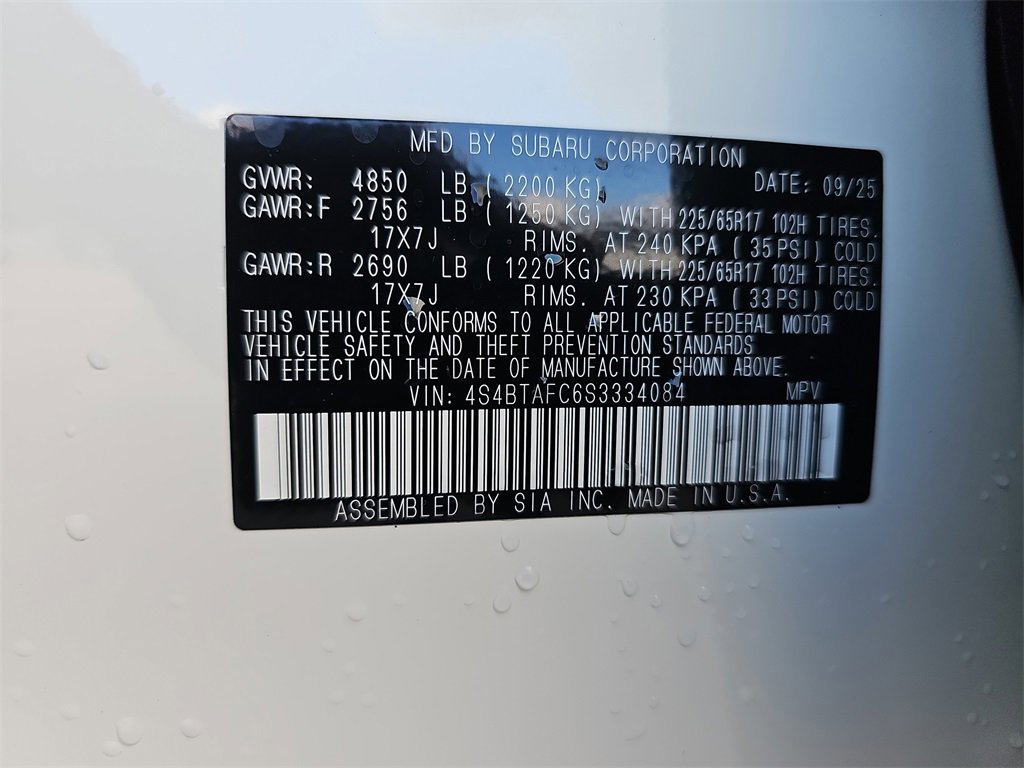 MFD BY SUBARU CORPORATION
GVWR: 4850 LB ( 2200 KG) DATE: 09/25
GAWR:F 2756 LB ( 1250 KG) WITH 225/65R17 102H TIRES.
17X7J RIMS. AT 240 KPA ( 35 PSI) COLD
GAWR:R 2690 LB ( 1220 KG) WITH 225/65R17 102H TIRES.
17X7J RIMS. AT 230 KPA ( 33 PSI) COLD
THIS VEHICLE CONFORMS TO ALL APPLICABLE FEDERAL MOTOR
VEHICLE SAFETY AND THEFT PREVENTION STANDARDS
IN EFFECT ON THE DATE OF MANUFACTURE SHOWN ABOVE.
VIN: 4S4BTAFC6S3334084 MPV
ASSEMBLED BY SIA INC. MADE IN U.S.A.